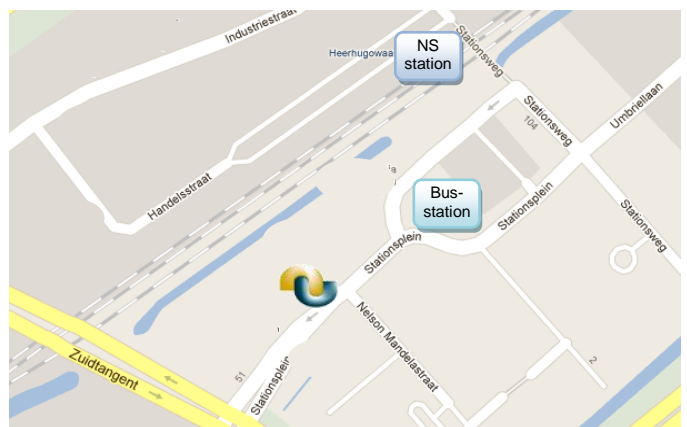 Industriestraat
NS
station
Heerhugowaa
Stationsweg
Stationsweg
104
Umbriellaan
Handelsstraat
Bus-
station
Stationsplein
Stationsweg
Stationsplein
Nelson Mandelastraat
Zuidtangent
51
Stationsplein
2